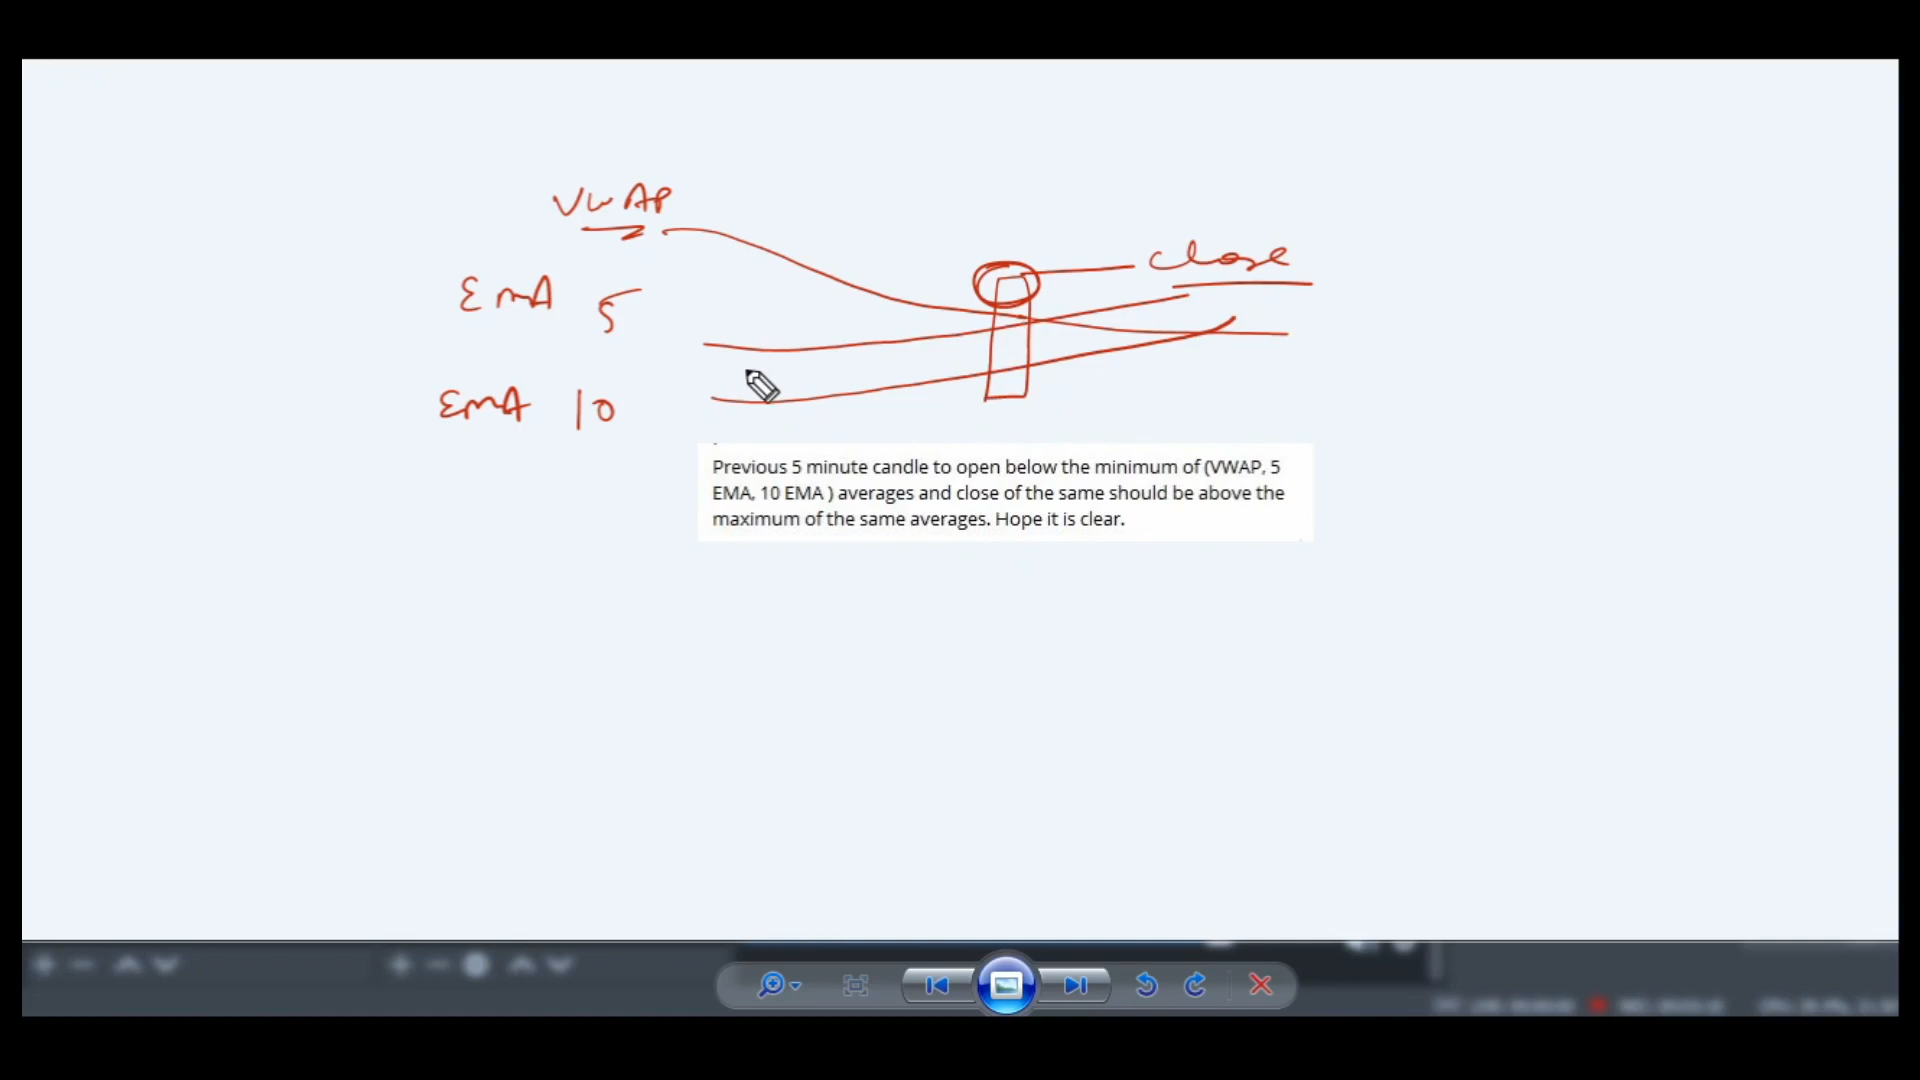 VWAP
close
EMA 5
EMA 10
Previous 5 minute candle to open below the minimum of (VWAP, 5
EMA, 10 EMA ) averages and close of the same should be above the
maximum of the same averages. Hope it is clear.